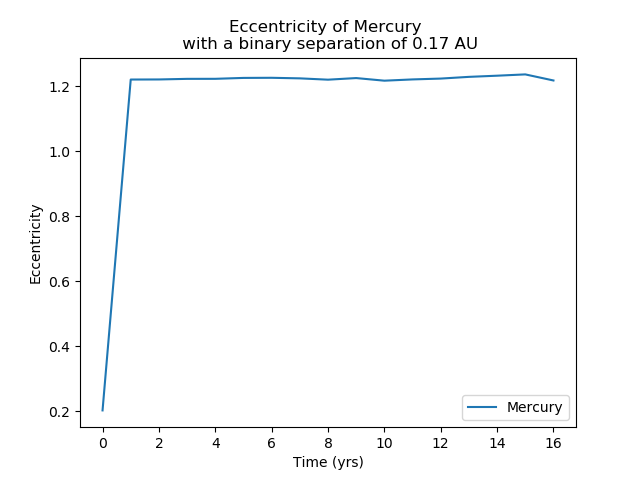 Eccentricity of Mercury
with a binary separation of 0.17 AU
1.2
1.0
0.8
0.6
0.4
0.2
Eccentricity
Mercury
0 2 4 6 8 10 12 14 16
Time (yrs)